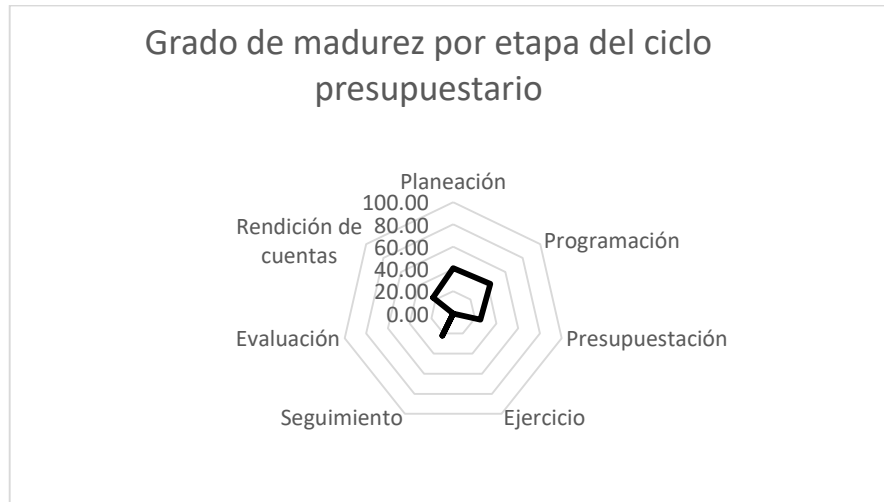 Grado de madurez por etapa del ciclo
presupuestario
Planeación
100.00
80.00
60.00
40.00
20.00
0.00
Rendición de
cuentas
Programación
Evaluación
Presupuestación
Seguimiento
Ejercicio